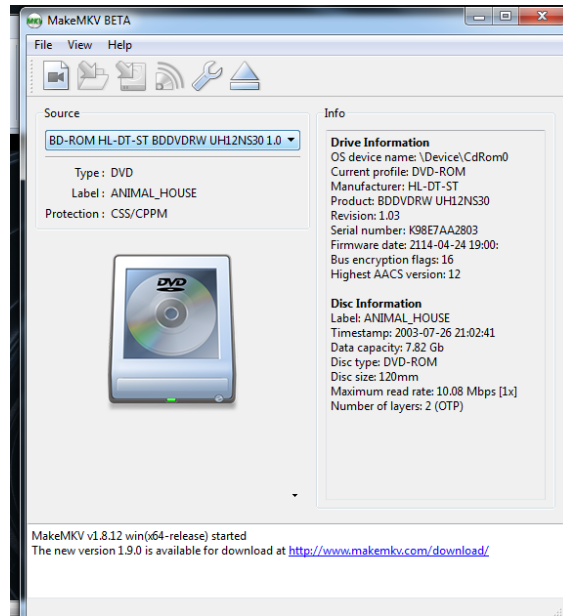 MakeMKV BETA
File View Help
Source
BD-ROM HL-DT-ST BDDVDRW UH12NS30 1.0
Type : DVD
Label : ANIMAL_HOUSE
Protection : CSS/CPPM
DVD
Info
Drive Information
OS device name: \Device\CdRom0
Current profile: DVD-ROM
Manufacturer: HL-DT-ST
Product: BDDVDRW UH12NS30
Revision: 1.03
Serial number: K98E7AA2803
Firmware date: 2114-04-24 19:00:
Bus encryption flags: 16
Highest AACS version: 12
Disc Information
Label: ANIMAL_HOUSE
Timestamp: 2003-07-26 21:02:41
Data capacity: 7.82 Gb
Disc type: DVD-ROM
Disc size: 120mm
Maximum read rate: 10.08 Mbps [1x]
Number of layers: 2 (OTP)
MakeMKV v1.8.12 win(x64-release) started
The new version 1.9.0 is available for download at http://www.makemkv.com/download/